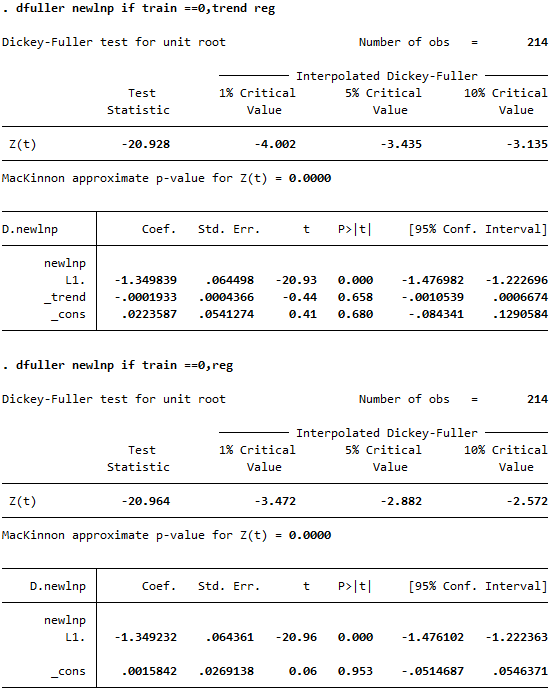 . dfuller newlnp if train ==0,trend reg
Dickey-Fuller test for unit root Number of obs = 214
Interpolated Dickey-Fuller
Test 1% Critical 5% Critical 10% Critical
Statistic Value Value Value
Z(t) -20.928 -4.002 -3.435 -3.135
MacKinnon approximate p-value for Z(t) = 0.0000
D.newlnp Coef. Std. Err. t P>|t| [95% Conf. Interval]
newlnp
L1. -1.349839 .064498 -20.93 0.000 -1.476982 -1.222696
_trend -.0001933 .0004366 -0.44 0.658 -.0010539 .0006674
_cons .0223587 .0541274 0.41 0.680 -.084341 .1290584
. dfuller newlnp if train ==0,reg
Dickey-Fuller test for unit root Number of obs = 214
Interpolated Dickey-Fuller
Test 1% Critical 5% Critical 10% Critical
Statistic Value Value Value
Z(t) -20.964 -3.472 -2.882 -2.572
MacKinnon approximate p-value for Z(t) = 0.0000
D.newlnp Coef. Std. Err. t P>|t| [95% Conf. Interval]
newlnp
L1. -1.349232 .064361 -20.96 0.000 -1.476102 -1.222363
_cons .0015842 .0269138 0.06 0.953 -.0514687 .0546371